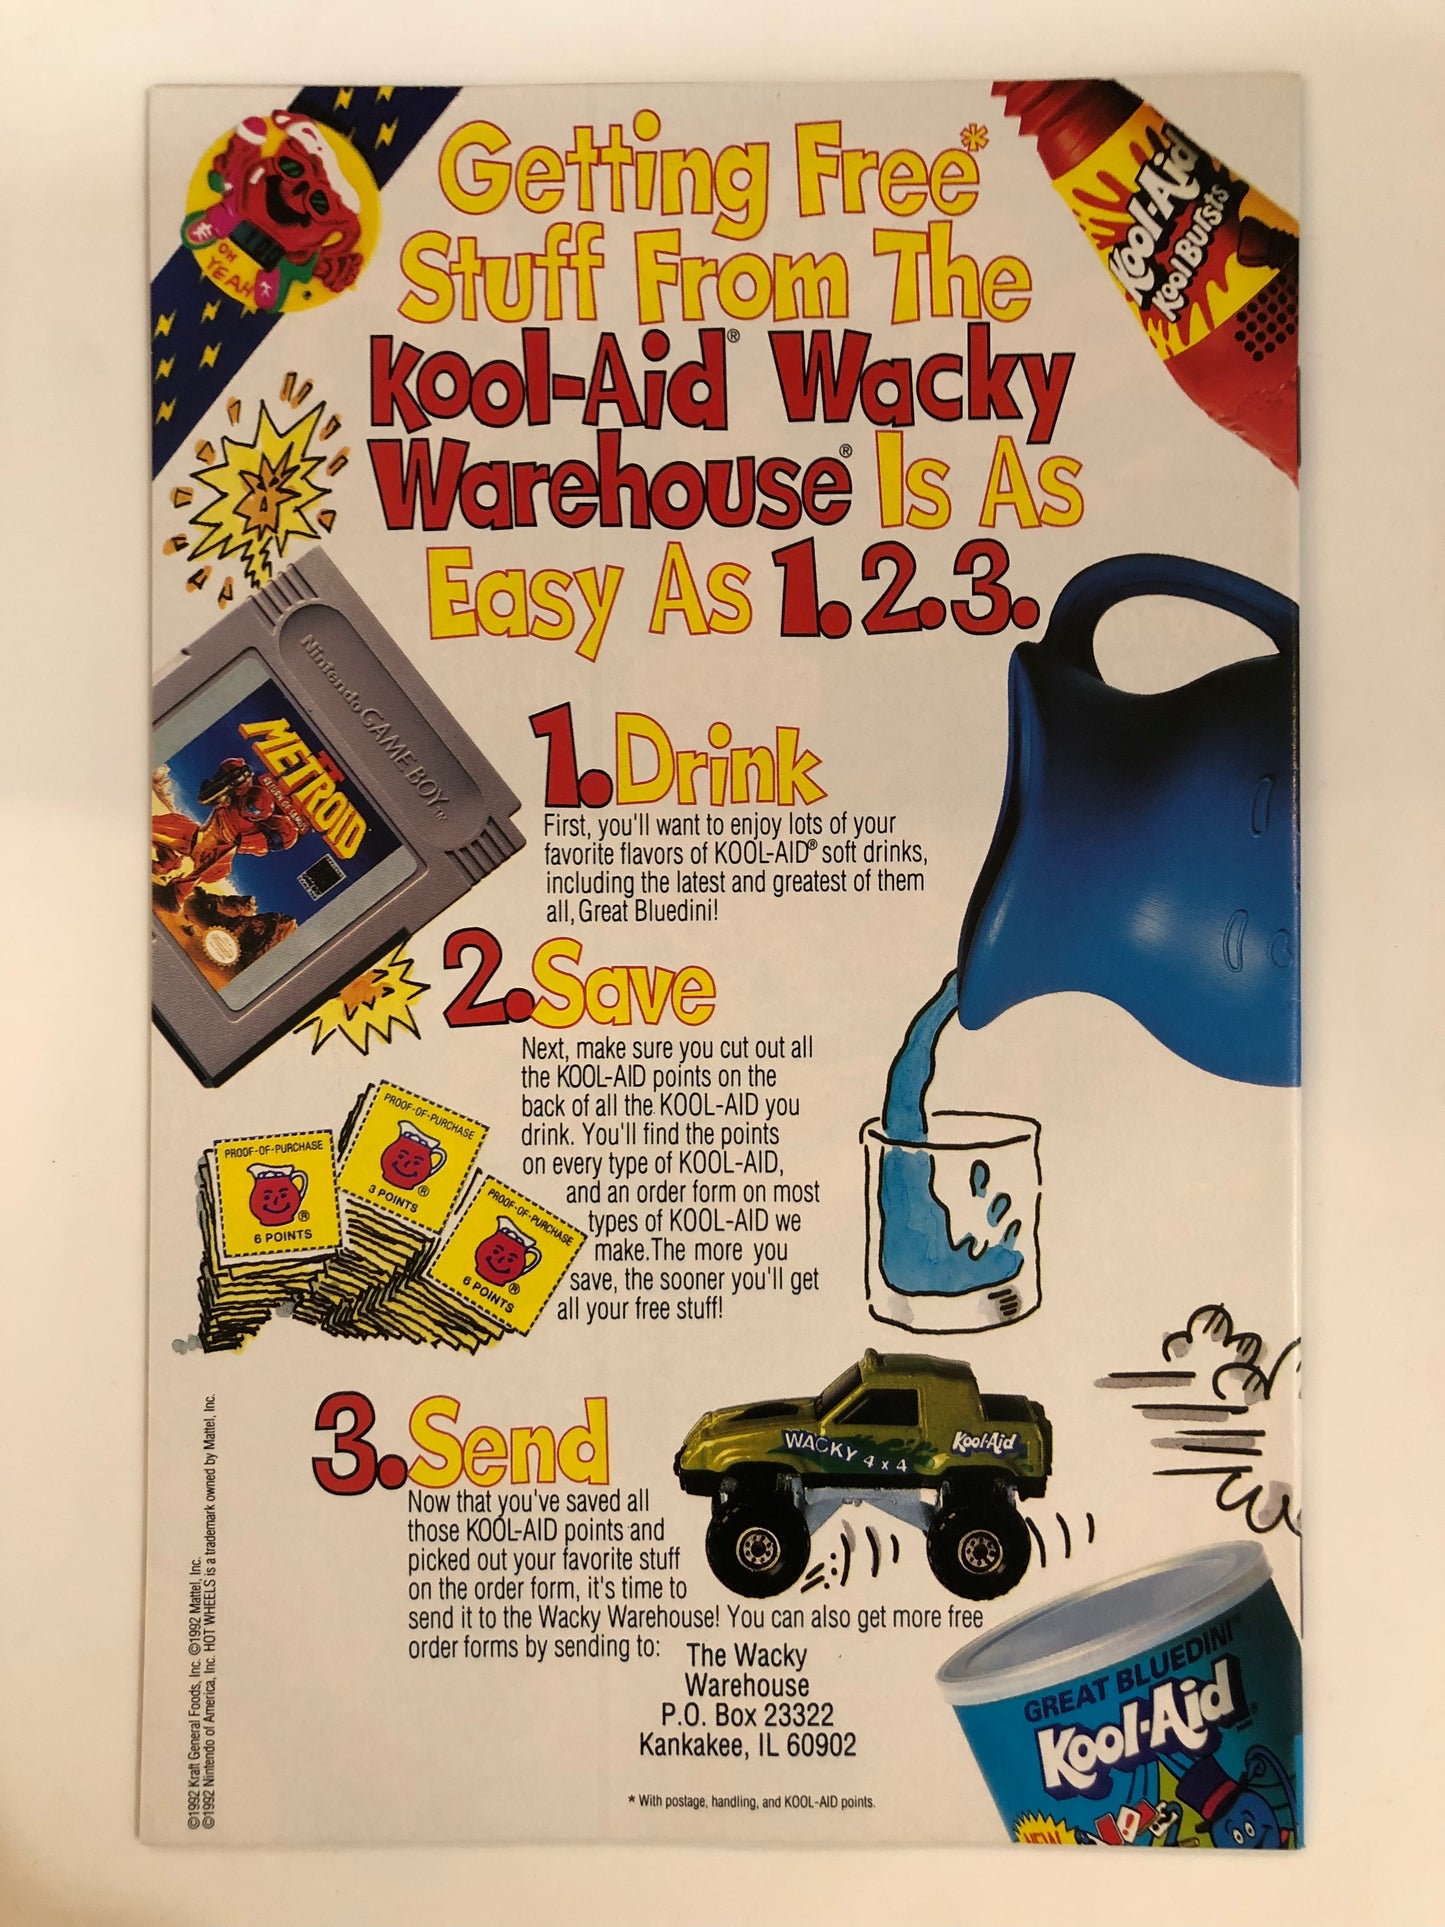 Getting Free*
Stuff From The
Kool-Aid® Wacky
Warehouse® Is As
Easy As 1.2.3.
OH
YEAH
Kool-Aid
Kool Bursts
Nintendo GAME BOY™
METROID II
RETURN OF SAMUS
1.Drink
First, you'll want to enjoy lots of your
favorite flavors of KOOL-AID® soft drinks,
including the latest and greatest of them
all, Great Bluedini!
2.Save
Next, make sure you cut out all
the KOOL-AID points on the
back of all the KOOL-AID you
drink. You'll find the points
on every type of KOOL-AID,
and an order form on most
types of KOOL-AID we
make.The more you
save, the sooner you'll get
all your free stuff!
PROOF-OF-PURCHASE
®
6 POINTS
PROOF-OF-PURCHASE
®
3 POINTS
PROOF-OF-PURCHASE
®
6 POINTS
3.Send
Now that you've saved all
those KOOL-AID points and
picked out your favorite stuff
on the order form, it's time to
send it to the Wacky Warehouse! You can also get more free
order forms by sending to:
The Wacky
Warehouse
P.O. Box 23322
Kankakee, IL 60902
WACKY 4 x 4
Kool-Aid
GREAT BLUEDINI™
Kool-Aid
NEW
* With postage, handling, and KOOL-AID points.
©1992 Kraft General Foods, Inc. ©1992 Mattel, Inc.
©1992 Nintendo of America, Inc. HOT WHEELS is a trademark owned by Mattel, Inc.